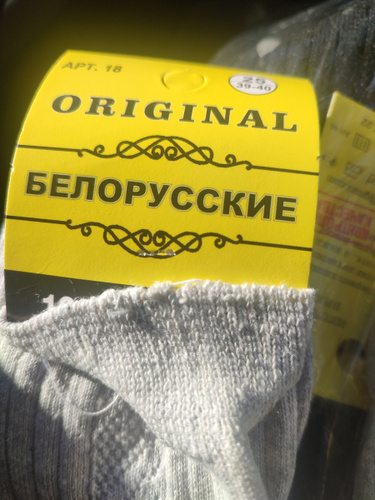 АРТ. 18
25
39-40
ORIGINAL
БЕЛОРУССКИЕ